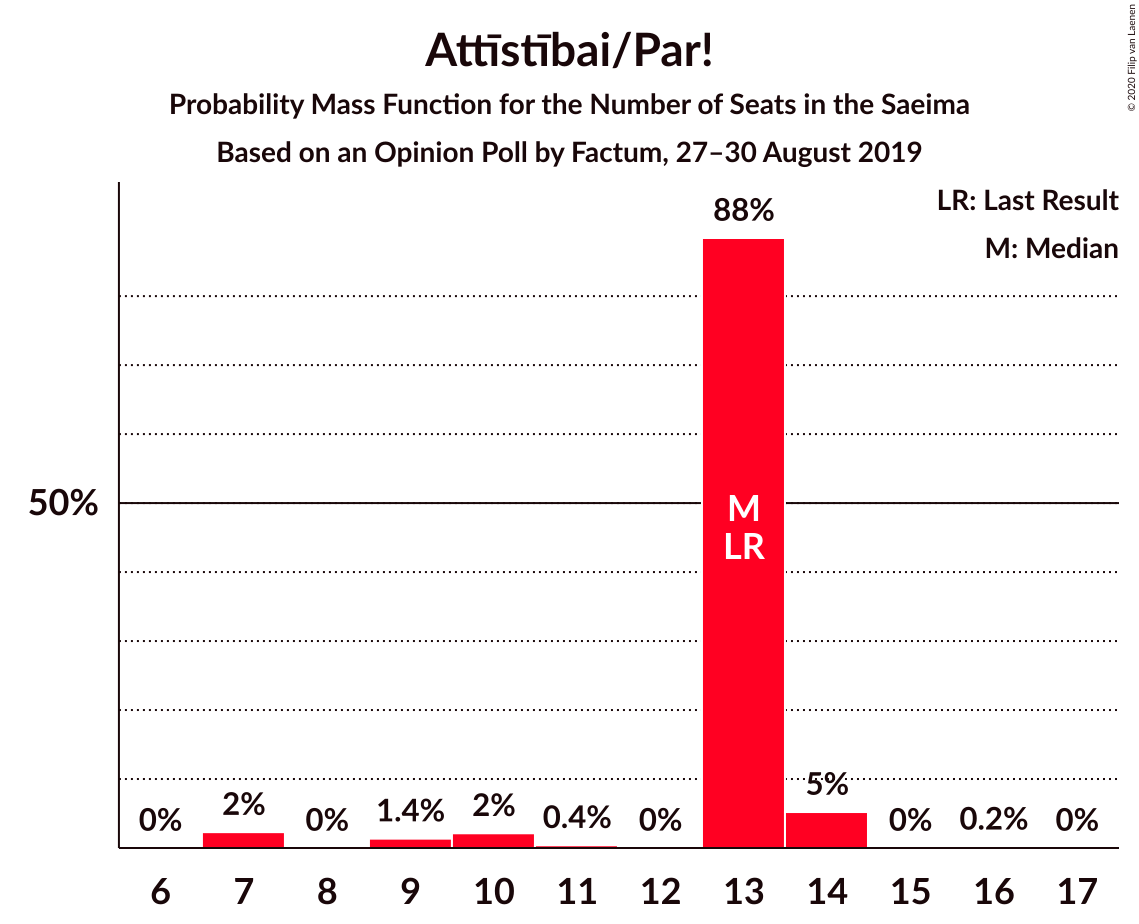 Attīstībai/Par!
Probability Mass Function for the Number of Seats in the Saeima
Based on an Opinion Poll by Factum, 27–30 August 2019
© 2020 Filip van Laenen
LR: Last Result
M: Median
50%
0%
2%
0%
1.4%
2%
0.4%
0%
88%
M
LR
5%
0%
0.2%
0%
6 7 8 9 10 11 12 13 14 15 16 17